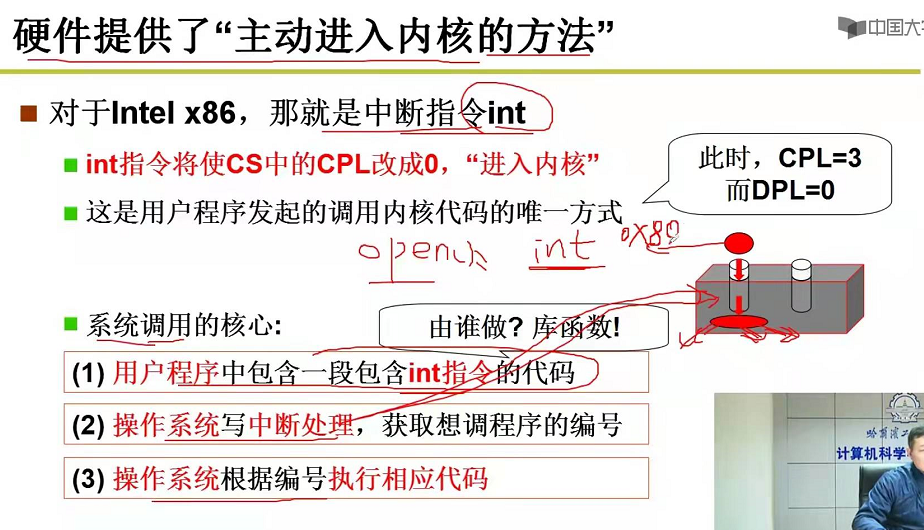 硬件提供了“主动进入内核的方法”
中国大
对于Intel x86，那就是中断指令int
int指令将使CS中的CPL改成0，“进入内核”
此时，CPL=3
而DPL=0
这是用户程序发起的调用内核代码的唯一方式
open() int 0x80
系统调用的核心:
由谁做? 库函数!
(1) 用户程序中包含一段包含int指令的代码
(2) 操作系统写中断处理，获取想调程序的编号
(3) 操作系统根据编号执行相应代码
计算机科学